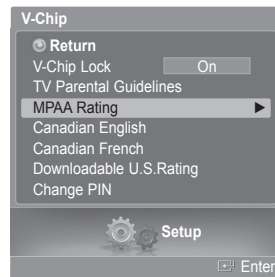 V-Chip
Return
V-Chip Lock On
TV Parental Guidelines
MPAA Rating
Canadian English
Canadian French
Downloadable U.S.Rating
Change PIN
Setup
Enter